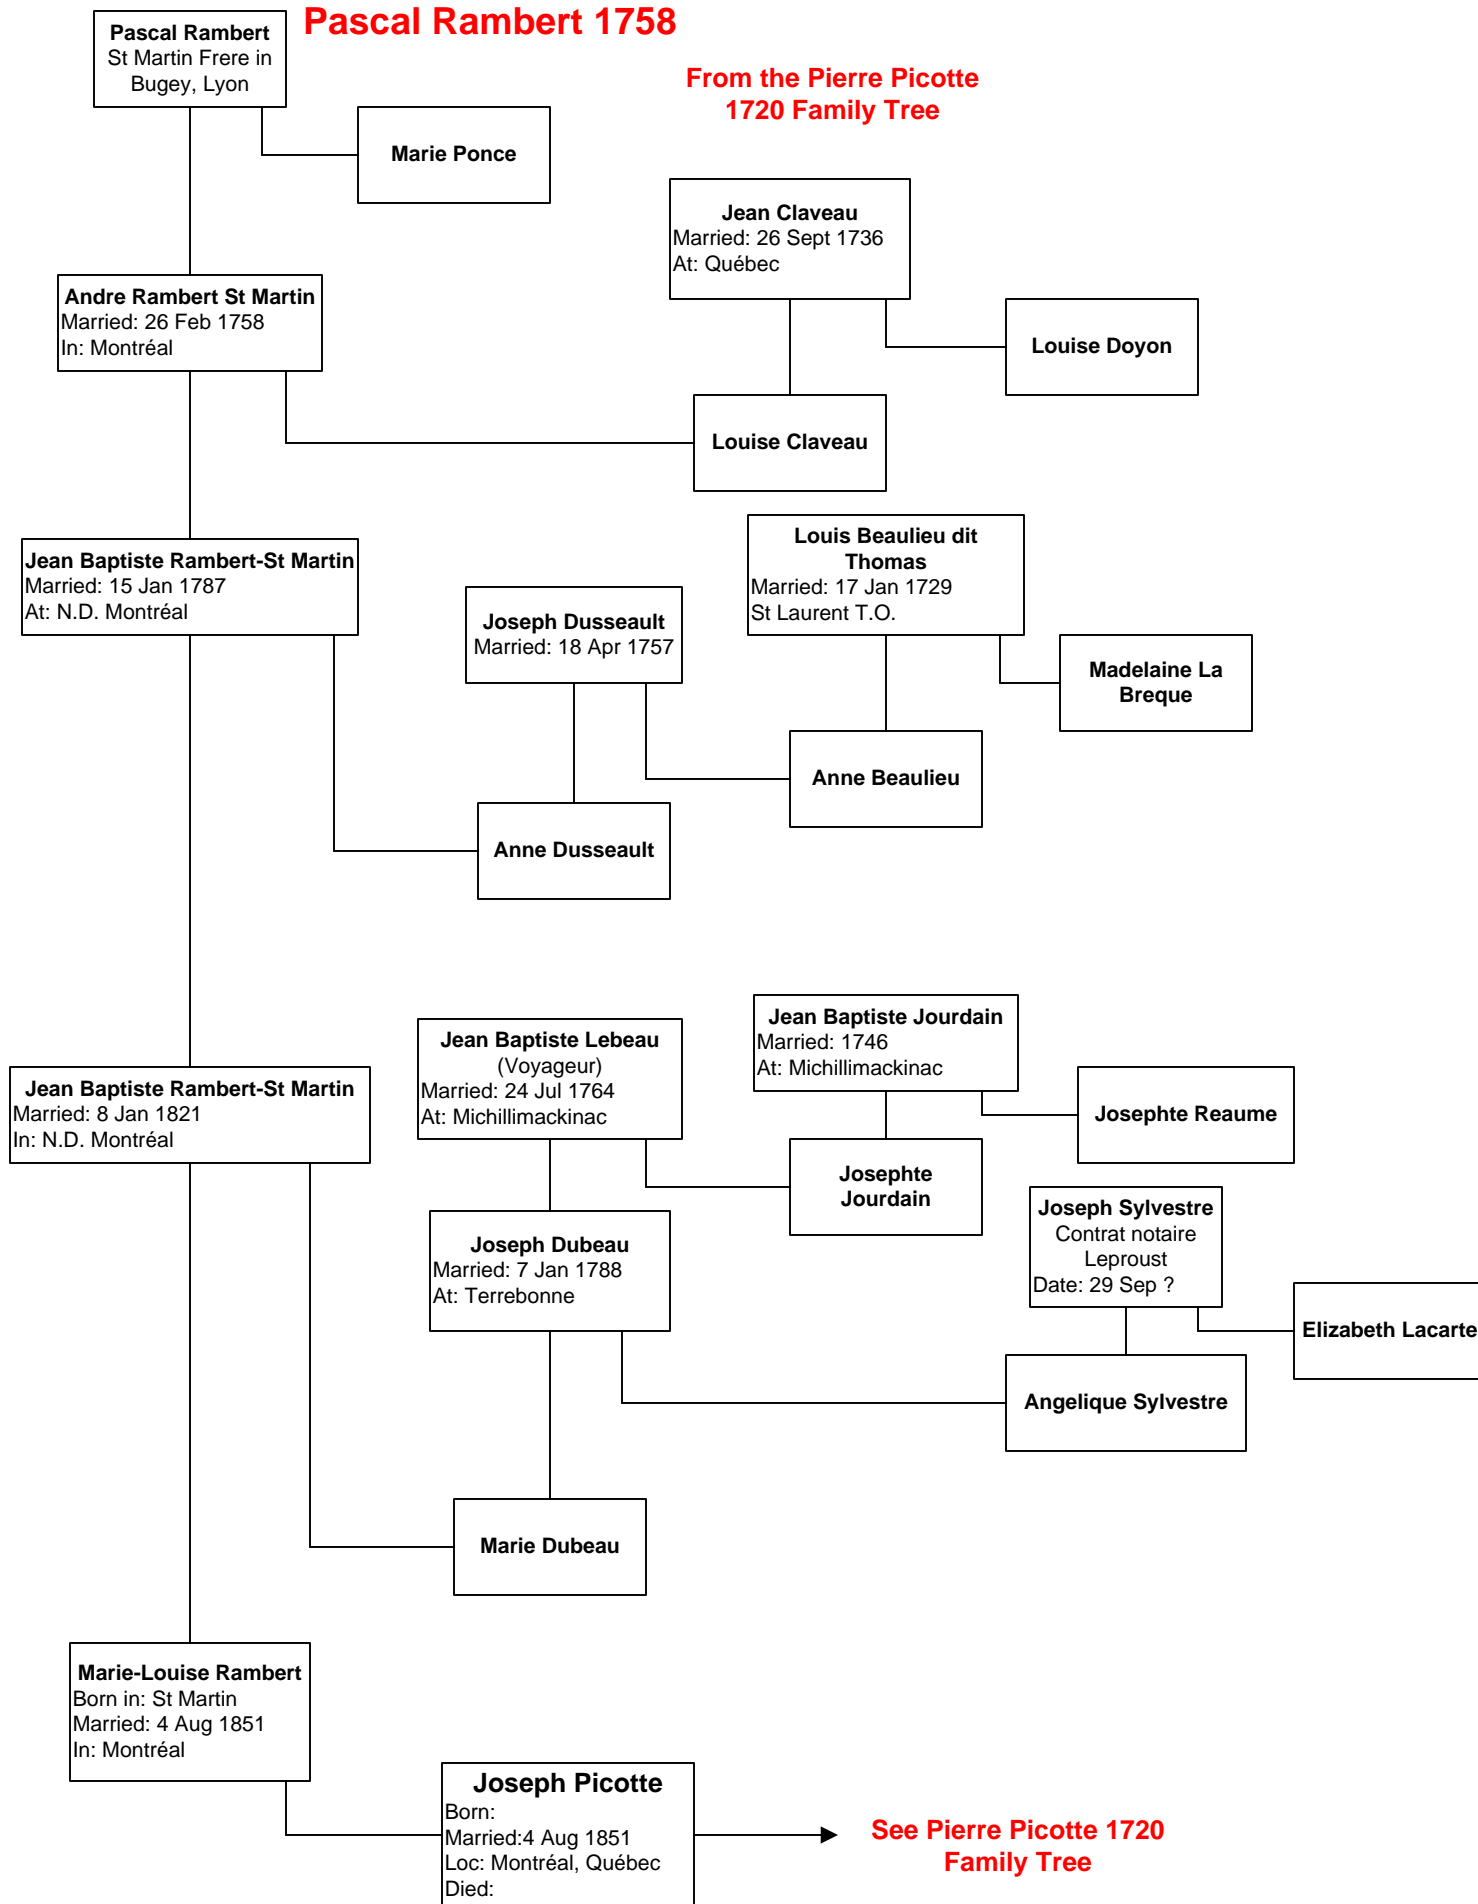 Pascal Rambert 1758
Pascal Rambert
St Martin Frere in
Bugey, Lyon
From the Pierre Picotte
1720 Family Tree
Marie Ponce
Jean Claveau
Married: 26 Sept 1736
At: Québec
Andre Rambert St Martin
Married: 26 Feb 1758
In: Montréal
Louise Doyon
Louise Claveau
Louis Beaulieu dit
Thomas
Married: 17 Jan 1729
St Laurent T.O.
Jean Baptiste Rambert-St Martin
Married: 15 Jan 1787
At: N.D. Montréal
Joseph Dusseault
Married: 18 Apr 1757
Madelaine La
Breque
Anne Beaulieu
Anne Dusseault
Jean Baptiste Jourdain
Married: 1746
At: Michillimackinac
Jean Baptiste Lebeau
(Voyageur)
Married: 24 Jul 1764
At: Michillimackinac
Jean Baptiste Rambert-St Martin
Married: 8 Jan 1821
In: N.D. Montréal
Josephte Reaume
Josephte
Jourdain
Joseph Sylvestre
Contrat notaire
Leproust
Date: 29 Sep ?
Joseph Dubeau
Married: 7 Jan 1788
At: Terrebonne
Elizabeth Lacarte
Angelique Sylvestre
Marie Dubeau
Marie-Louise Rambert
Born in: St Martin
Married: 4 Aug 1851
In: Montréal
Joseph Picotte
Born:
Married:4 Aug 1851
Loc: Montréal, Québec
Died:
See Pierre Picotte 1720
Family Tree